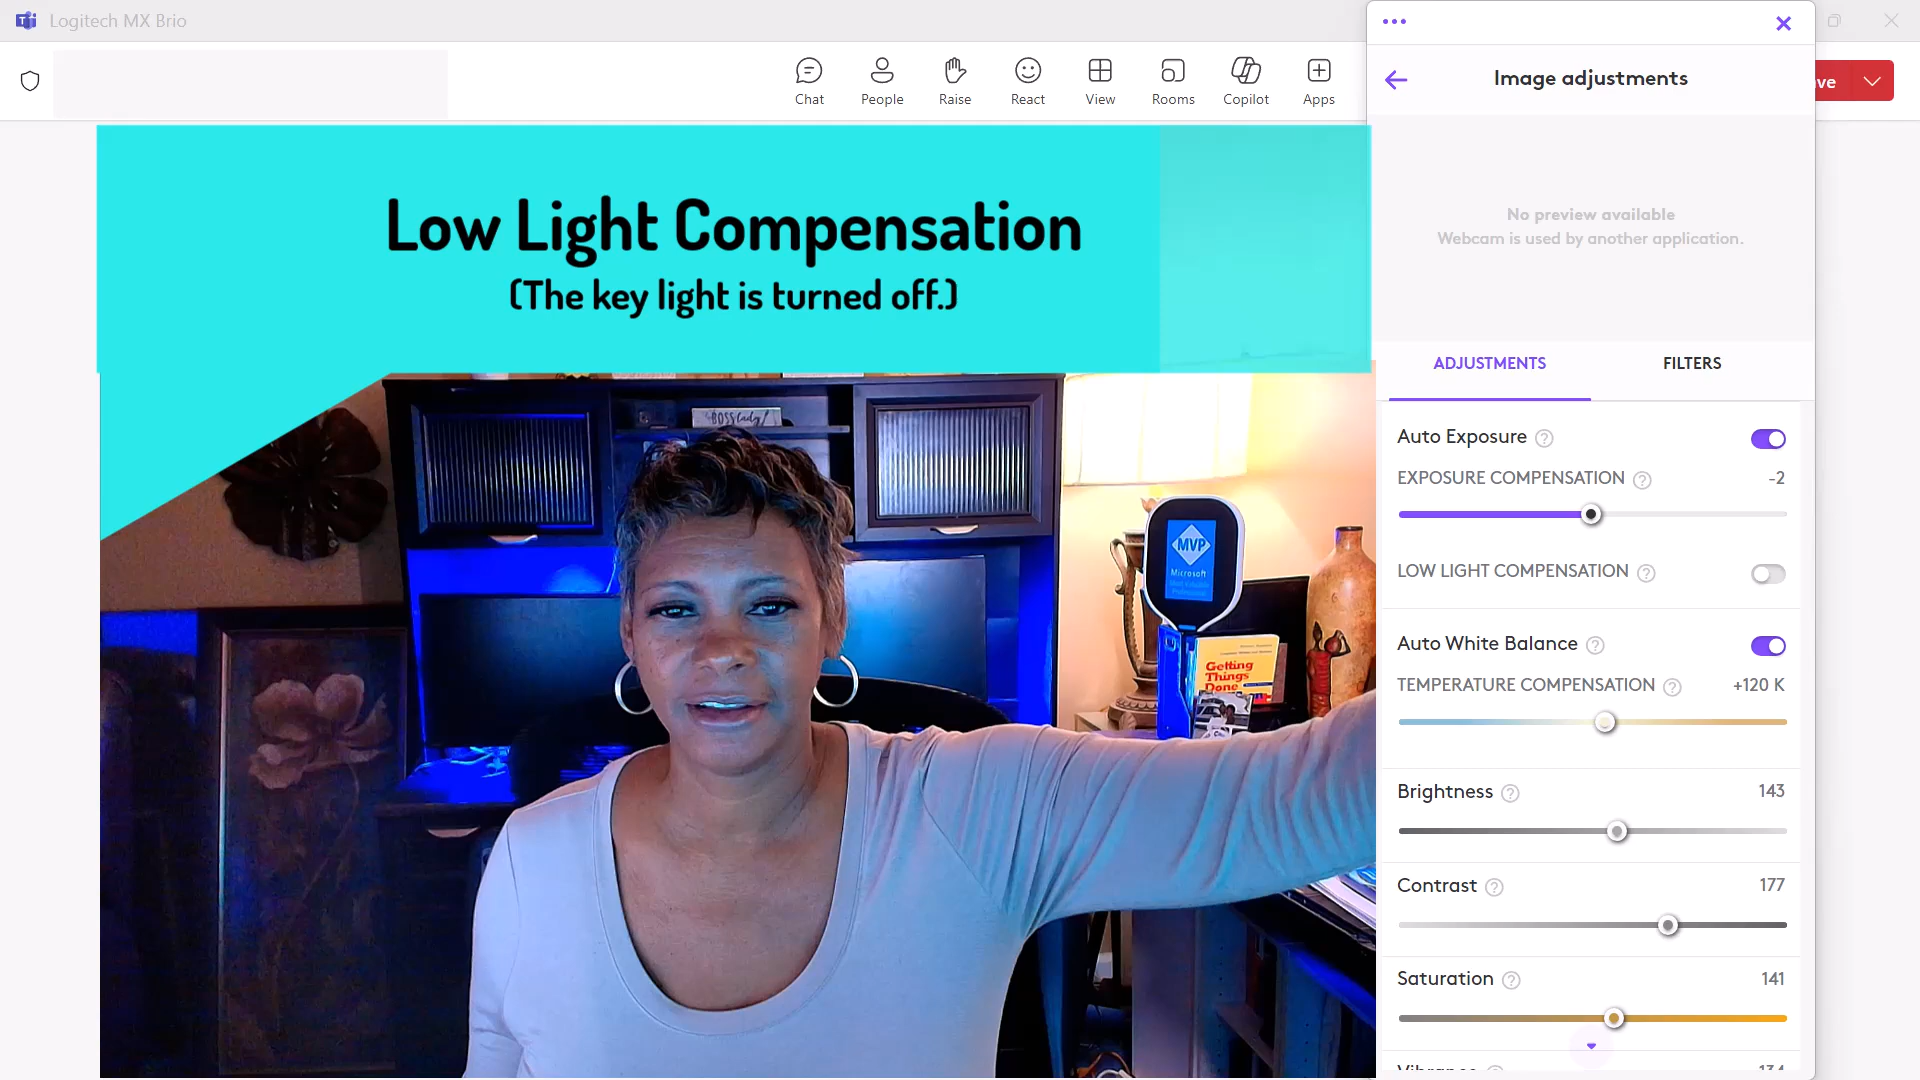 Logitech MX Brio
Chat
People
Raise
React
View
Rooms
Copilot
Apps
ve
Image adjustments
No preview available
Webcam is used by another application.
ADJUSTMENTS
FILTERS
Auto Exposure
EXPOSURE COMPENSATION -2
LOW LIGHT COMPENSATION
Auto White Balance
TEMPERATURE COMPENSATION +120 K
Brightness 143
Contrast 177
Saturation 141
Low Light Compensation
(The key light is turned off.)
BOSS lady
MVP
Microsoft
Getting
Things
Done